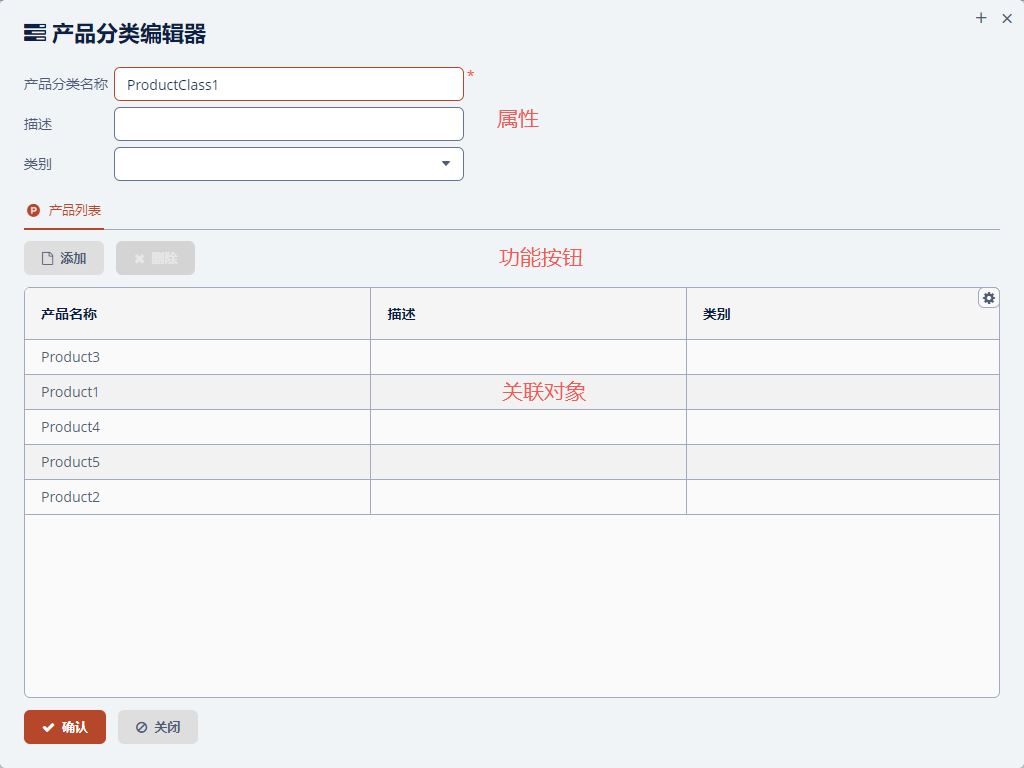 产品分类编辑器
产品分类名称 ProductClass1 *
描述
属性
类别
P 产品列表
添加 删除 功能按钮
产品名称 描述 类别
Product3
Product1 关联对象
Product4
Product5
Product2
确认 关闭